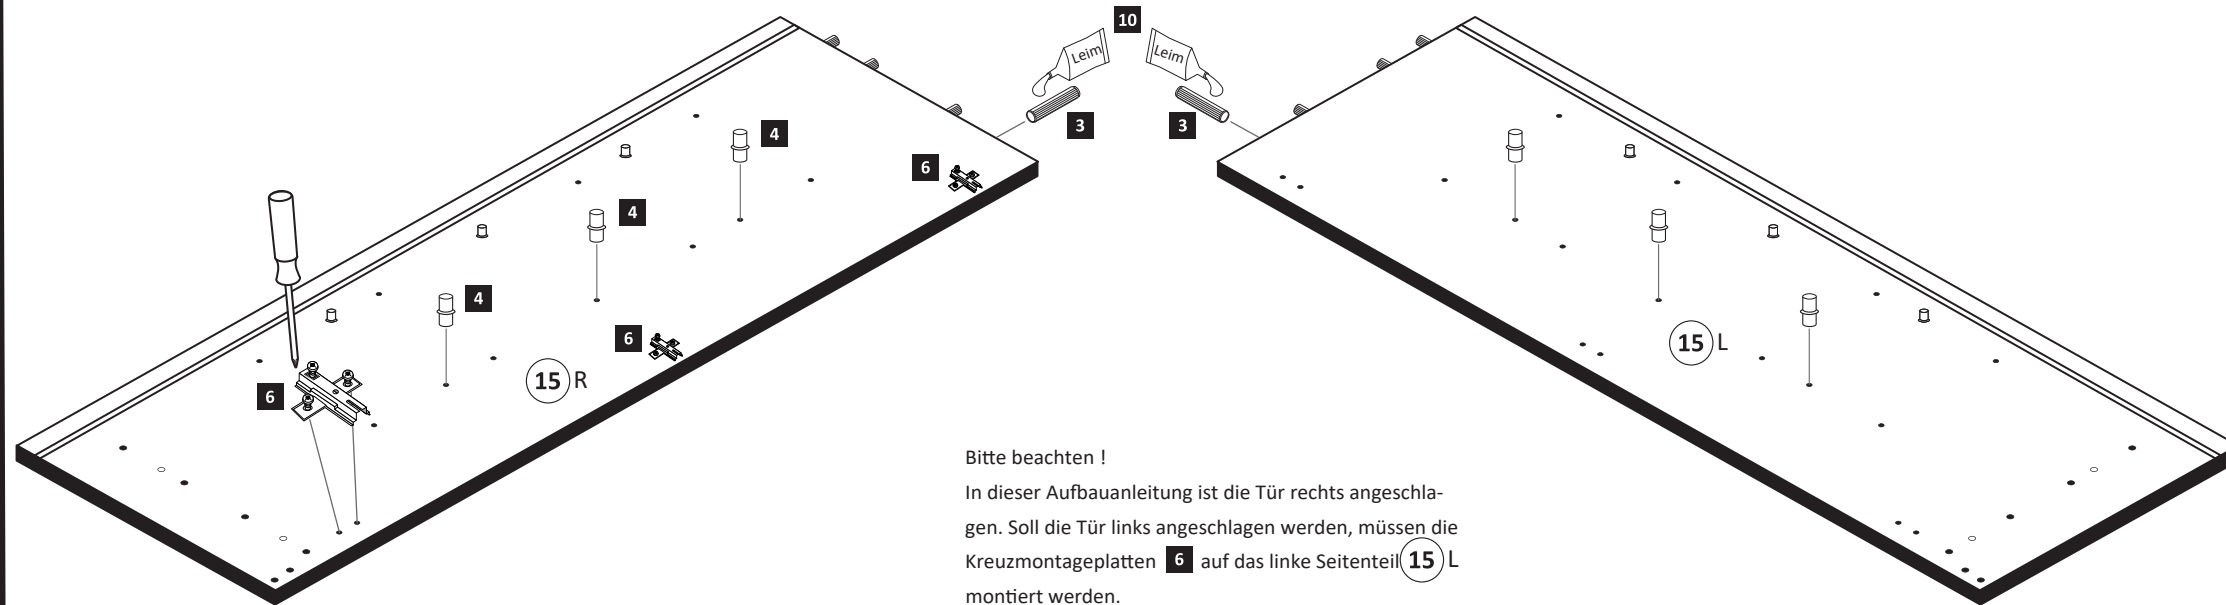 10
Leim Leim
3 3
4
6
4
4
6
6
15 R
15 L
Bitte beachten !
In dieser Aufbauanleitung ist die Tür rechts angeschla-
gen. Soll die Tür links angeschlagen werden, müssen die
Kreuzmontageplatten 6 auf das linke Seitenteil 15 L
montiert werden.